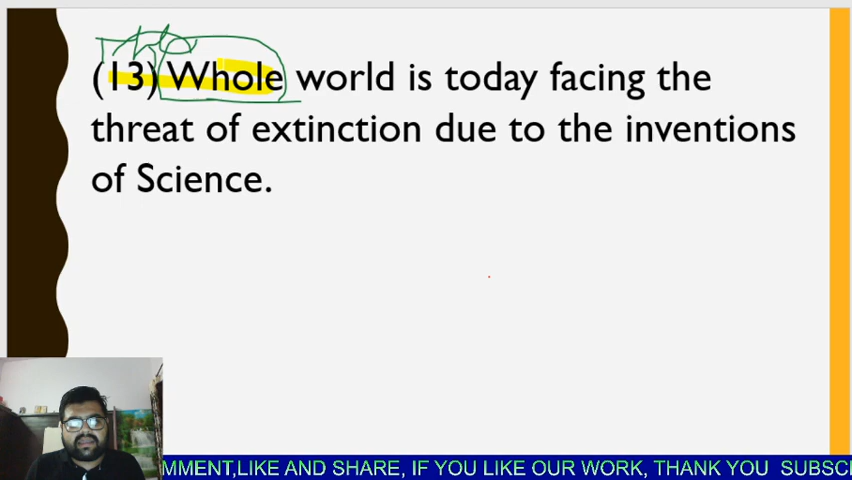 The
(13) Whole world is today facing the
threat of extinction due to the inventions
of Science.
MMENT,LIKE AND SHARE, IF YOU LIKE OUR WORK, THANK YOU SUBSC